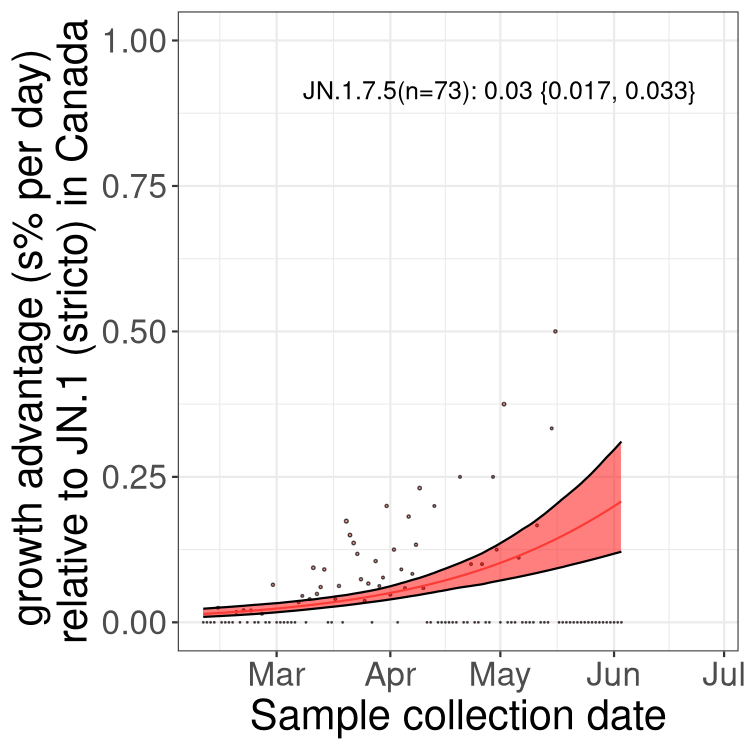 growth advantage (s% per day)
relative to JN.1 (stricto) in Canada
1.00
0.75
0.50
0.25
0.00
JN.1.7.5(n=73): 0.03 {0.017, 0.033}
Mar Apr May Jun Jul
Sample collection date